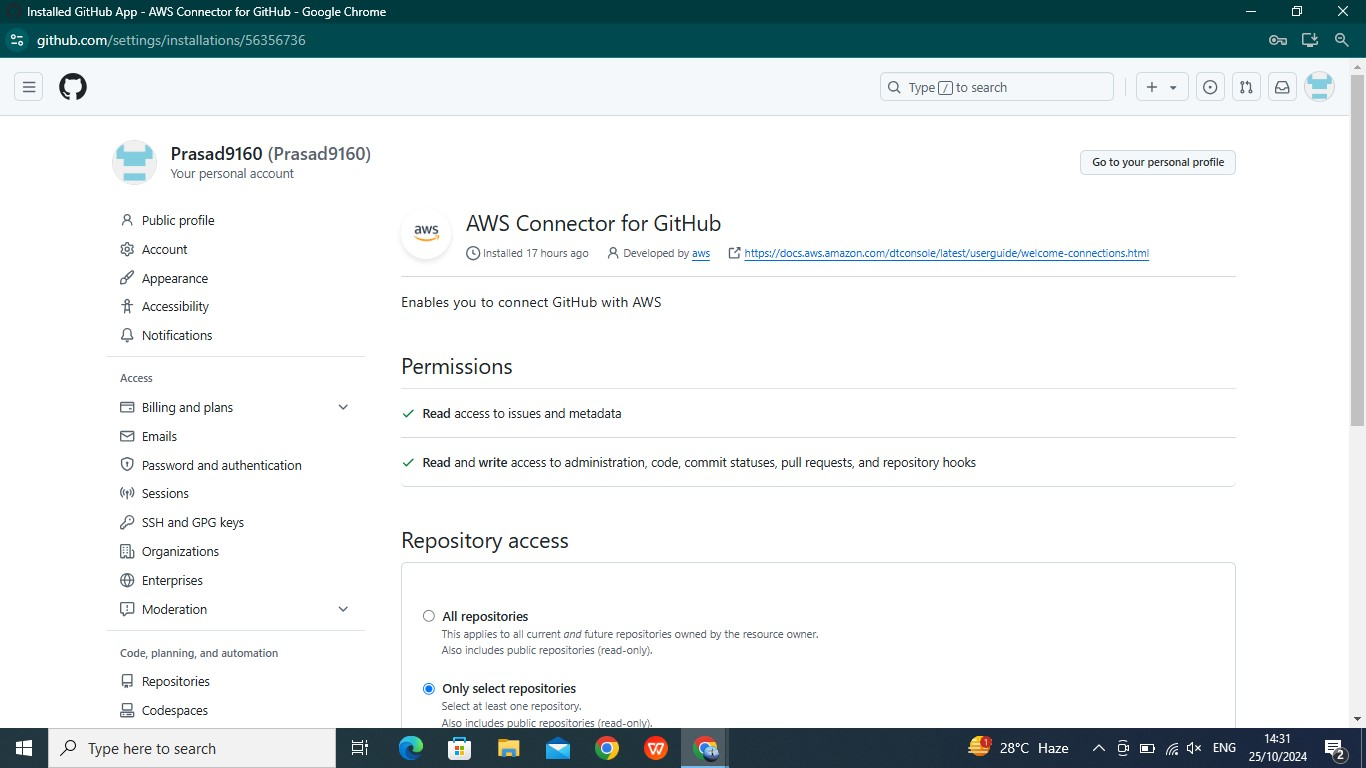 Installed GitHub App - AWS Connector for GitHub - Google Chrome
github.com/settings/installations/56356736
Type / to search
Prasad9160 (Prasad9160)
Your personal account
Go to your personal profile
Public profile
Account
Appearance
Accessibility
Notifications
Access
Billing and plans
Emails
Password and authentication
Sessions
SSH and GPG keys
Organizations
Enterprises
Moderation
Code, planning, and automation
Repositories
Codespaces
aws
AWS Connector for GitHub
Installed 17 hours ago Developed by aws https://docs.aws.amazon.com/dtconsole/latest/userguide/welcome-connections.html
Enables you to connect GitHub with AWS
Permissions
Read access to issues and metadata
Read and write access to administration, code, commit statuses, pull requests, and repository hooks
Repository access
All repositories
This applies to all current and future repositories owned by the resource owner.
Also includes public repositories (read-only).
Only select repositories
Select at least one repository.
Also includes public repositories (read-only).
Type here to search
1
28°C Haze
ENG
14:31
25/10/2024
2